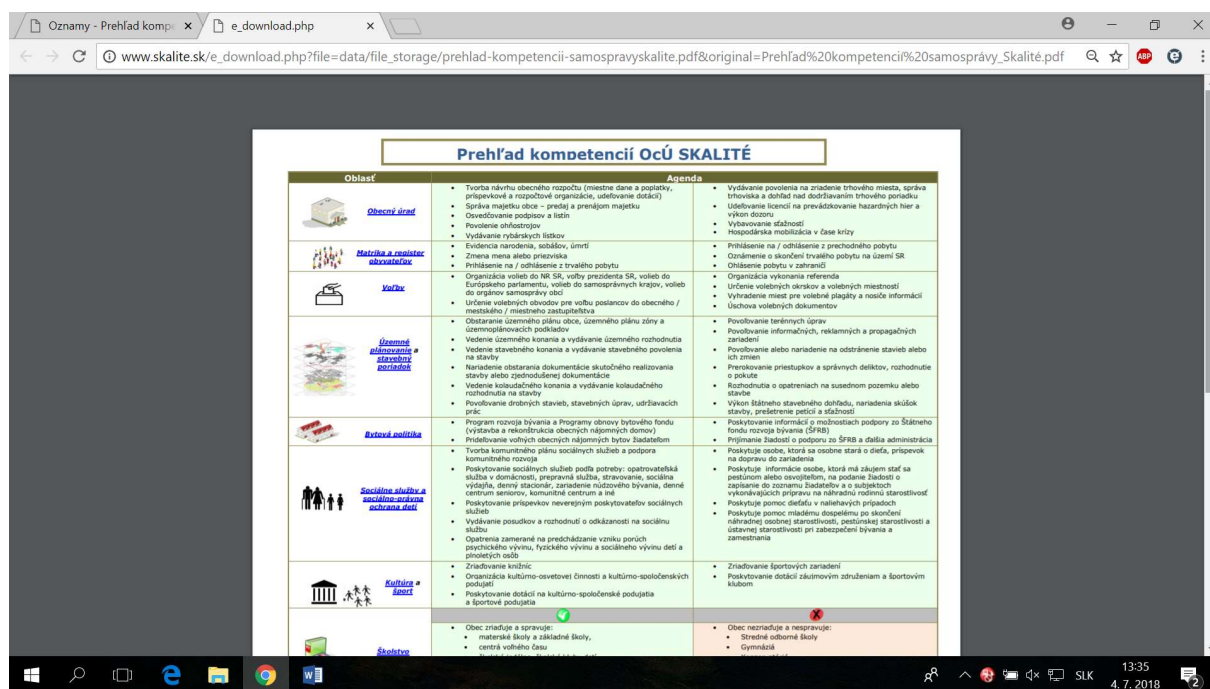 Oznamy - Prehľad kompe
e_download.php
www.skalite.sk/e_download.php?file=data/file_storage/prehlad-kompetencii-samospravyskalite.pdf&original=Prehľad%20kompetencií%20samosprávy_Skalité.pdf
ABP
Prehľad kompetencií OcÚ SKALITÉ
Oblasť
Agenda
Obecný úrad
• Tvorba návrhu obecného rozpočtu (miestne dane a poplatky,
príspevkové a rozpočtové organizácie, udeľovanie dotácií)
• Správa majetku obce – predaj a prenájom majetku
• Osvedčovanie podpisov a listín
• Povolenie ohňostrojov
• Vydávanie rybárskych lístkov
• Vydávanie povolenia na zriadenie trhového miesta, správa
trhoviska a dohľad nad dodržiavaním trhového poriadku
• Udeľovanie licencií na prevádzkovanie hazardných hier a
výkon dozoru
• Vybavovanie sťažností
• Hospodárska mobilizácia v čase krízy
Matrika a register
obyvateľov
• Evidencia narodenia, sobášov, úmrtí
• Zmena mena alebo priezviska
• Prihlásenie na / odhlásenie z trvalého pobytu
• Prihlásenie na / odhlásenie z prechodného pobytu
• Oznámenie o skončení trvalého pobytu na území SR
• Ohlásenie pobytu v zahraničí
Voľby
• Organizácia volieb do NR SR, voľby prezidenta SR, volieb do
Európskeho parlamentu, volieb do samosprávnych krajov, volieb
do orgánov samosprávy obcí
• Určenie volebných obvodov pre voľbu poslancov do obecného /
mestského / miestneho zastupiteľstva
• Organizácia vykonania referenda
• Určenie volebných okrskov a volebných miestností
• Vyhradenie miest pre volebné plagáty a nosiče informácií
• Úschova volebných dokumentov
Územné
plánovanie a
stavebný
poriadok
• Obstaranie územného plánu obce, územného plánu zóny a
územnoplánovacích podkladov
• Vedenie územného konania a vydávanie územného rozhodnutia
• Vedenie stavebného konania a vydávanie stavebného povolenia
na stavby
• Nariadenie obstarania dokumentácie skutočného realizovania
stavby alebo zjednodušenej dokumentácie
• Vedenie kolaudačného konania a vydávanie kolaudačného
rozhodnutia na stavby
• Povoľovanie drobných stavieb, stavebných úprav, udržiavacích
prác
• Povoľovanie terénnych úprav
• Povoľovanie informačných, reklamných a propagačných
zariadení
• Povoľovanie alebo nariadenie na odstránenie stavieb alebo
ich zmien
• Prerokovanie priestupkov a správnych deliktov, rozhodnutie
o pokute
• Rozhodnutia o opatreniach na susednom pozemku alebo
stavbe
• Výkon štátneho stavebného dohľadu, nariadenia skúšok
stavby, prešetrenie petícií a sťažností
Bytová politika
• Program rozvoja bývania a Programy obnovy bytového fondu
(výstavba a rekonštrukcia obecných nájomných domov)
• Prideľovanie voľných obecných nájomných bytov žiadateľom
• Poskytovanie informácií o možnostiach podpory zo Štátneho
fondu rozvoja bývania (ŠFRB)
• Prijímanie žiadostí o podporu zo ŠFRB a ďalšia administrácia
Sociálne služby a
sociálno-právna
ochrana detí
• Tvorba komunitného plánu sociálnych služieb a podpora
komunitného rozvoja
• Poskytovanie sociálnych služieb podľa potreby: opatrovateľská
služba v domácnosti, prepravná služba, stravovanie, sociálna
výdajňa, denný stacionár, zariadenie núdzového bývania, denné
centrum seniorov, komunitné centrum a iné
• Poskytovanie príspevkov neverejným poskytovateľov sociálnych
služieb
• Vydávanie posudkov a rozhodnutí o odkázanosti na sociálnu
službu
• Opatrenia zamerané na predchádzanie vzniku porúch
psychického vývinu, fyzického vývinu a sociálneho vývinu detí a
plnoletých osôb
• Poskytuje osobe, ktorá sa osobne stará o dieťa, príspevok
na dopravu do zariadenia
• Poskytuje informácie osobe, ktorá má záujem stať sa
pestúnom alebo osvojiteľom, na podanie žiadosti o
zapísanie do zoznamu žiadateľov a o subjektoch
vykonávajúcich prípravu na náhradnú rodinnú starostlivosť
• Poskytuje pomoc dieťaťu v naliehavých prípadoch
• Poskytuje pomoc mladému dospelému po skončení
náhradnej osobnej starostlivosti, pestúnskej starostlivosti a
ústavnej starostlivosti pri zabezpečení bývania a
zamestnania
Kultúra a
šport
• Zriaďovanie knižníc
• Organizácia kultúrno-osvetovej činnosti a kultúrno-spoločenských
podujatí
• Poskytovanie dotácií na kultúrno-spoločenské podujatia
a športové podujatia
• Zriaďovanie športových zariadení
• Poskytovanie dotácií záujmovým združeniam a športovým
klubom
Školstvo
• Obec zriaďuje a spravuje:
• materské školy a základné školy,
• centrá voľného času
• Obec nezriaďuje a nespravuje:
• Stredné odborné školy
• Gymnáziá
SLK
13:35
4. 7. 2018
2